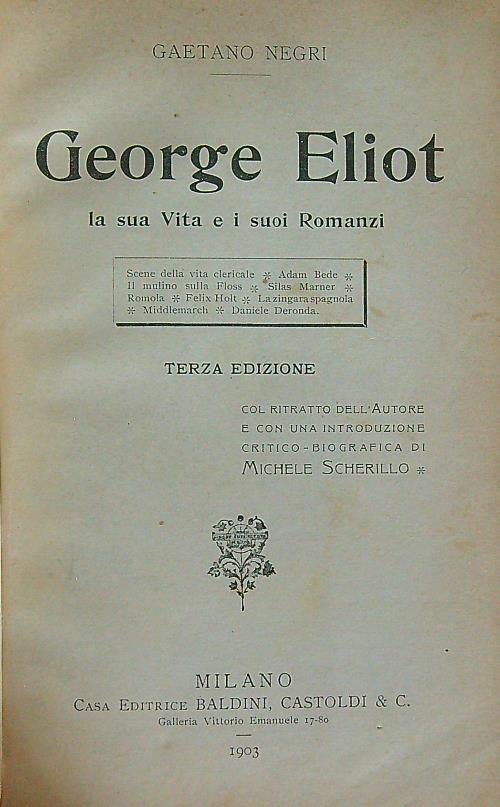 GAETANO NEGRI
George Eliot
la sua Vita e i suoi Romanzi
Scene della vita clericale ⁜ Adam Bede ⁜
Il mulino sulla Floss ⁜ Silas Marner ⁜
Romola ⁜ Felix Holt ⁜ La zingara spagnola
⁜ Middlemarch ⁜ Daniele Deronda.
TERZA EDIZIONE
COL RITRATTO DELL'AUTORE
E CON UNA INTRODUZIONE
CRITICO-BIOGRAFICA DI
MICHELE SCHERILLO ⁜
MILANO
CASA EDITRICE BALDINI, CASTOLDI & C.
Galleria Vittorio Emanuele 17-80
1903